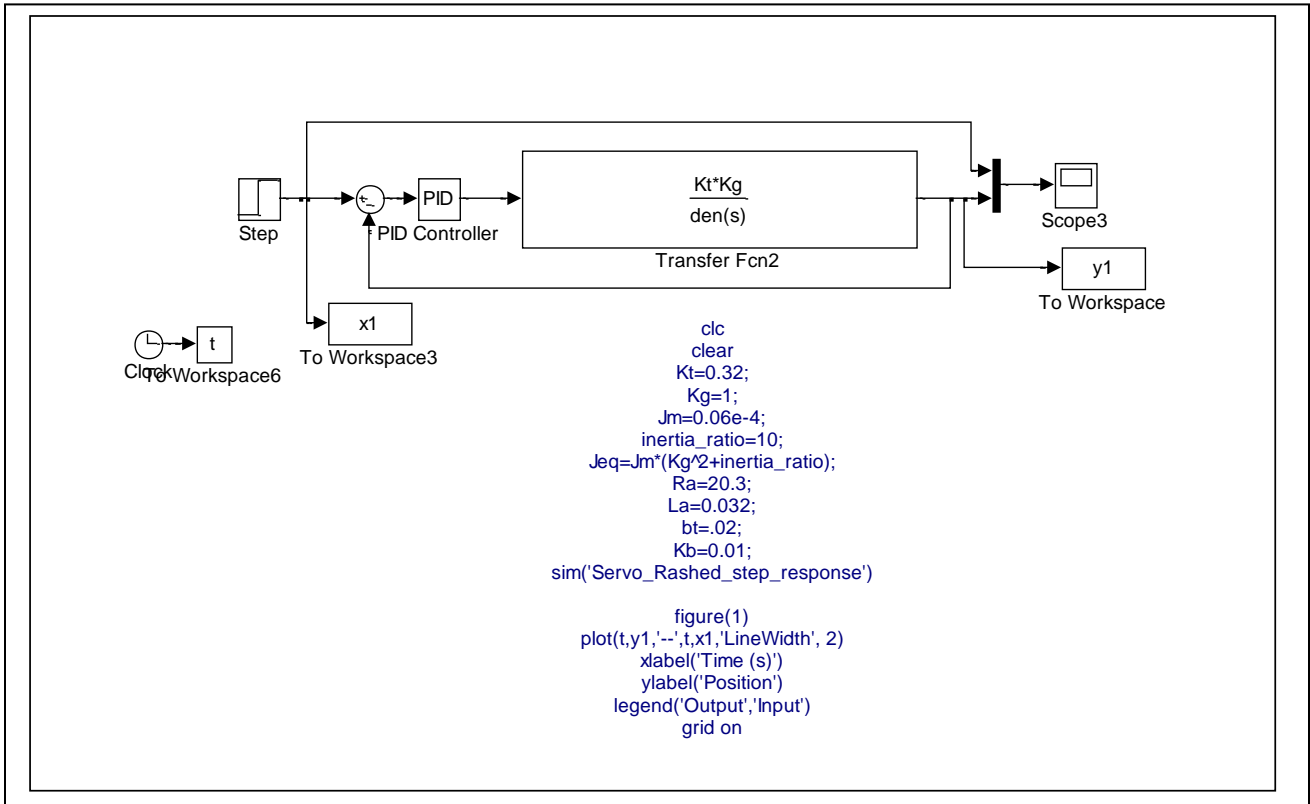 Step
+
-
PID
PID Controller
Kt*Kg
den(s)
Transfer Fcn2
Scope3
y1
To Workspace
x1
To Workspace3
Clock
t
To Workspace6
clc
clear
Kt=0.32;
Kg=1;
Jm=0.06e-4;
inertia_ratio=10;
Jeq=Jm*(Kg^2+inertia_ratio);
Ra=20.3;
La=0.032;
bt=.02;
Kb=0.01;
sim('Servo_Rashed_step_response')
figure(1)
plot(t,y1,'--',t,x1,'LineWidth', 2)
xlabel('Time (s)')
ylabel('Position')
legend('Output','Input')
grid on